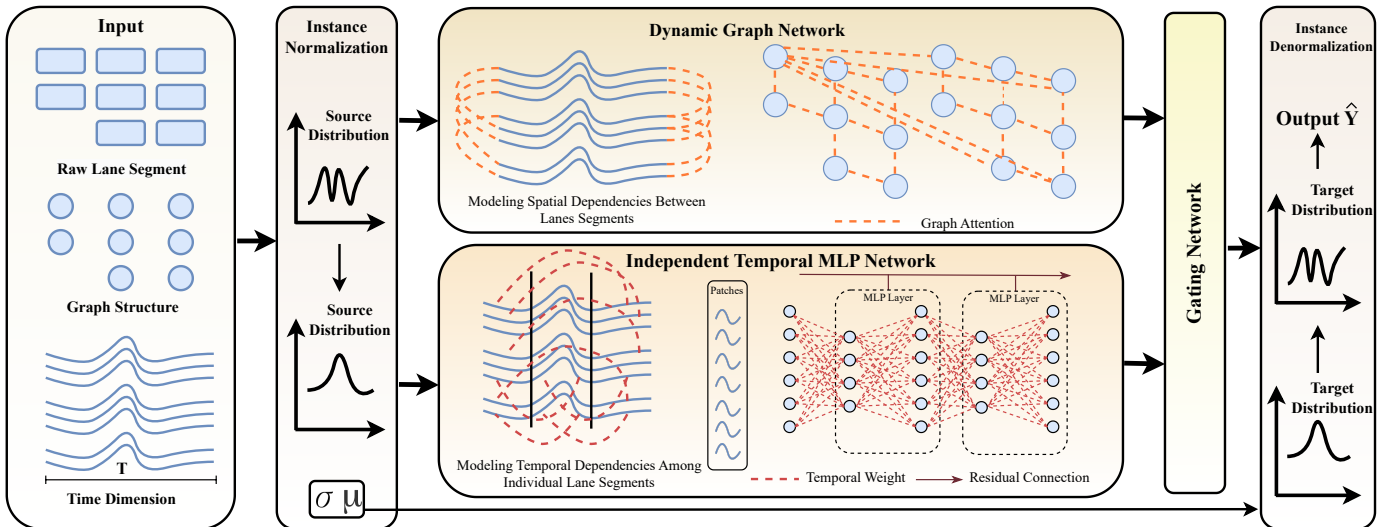 Input
Raw Lane Segment
Graph Structure
T
Time Dimension
Instance
Normalization
Source
Distribution
Source
Distribution
σ μ
Dynamic Graph Network
Modeling Spatial Dependencies Between
Lanes Segments
Graph Attention
Independent Temporal MLP Network
Patches
MLP Layer
MLP Layer
Modeling Temporal Dependencies Among
Individual Lane Segments
Temporal Weight
Residual Connection
Gating Network
Instance
Denormalization
Output Ŷ
Target
Distribution
Target
Distribution